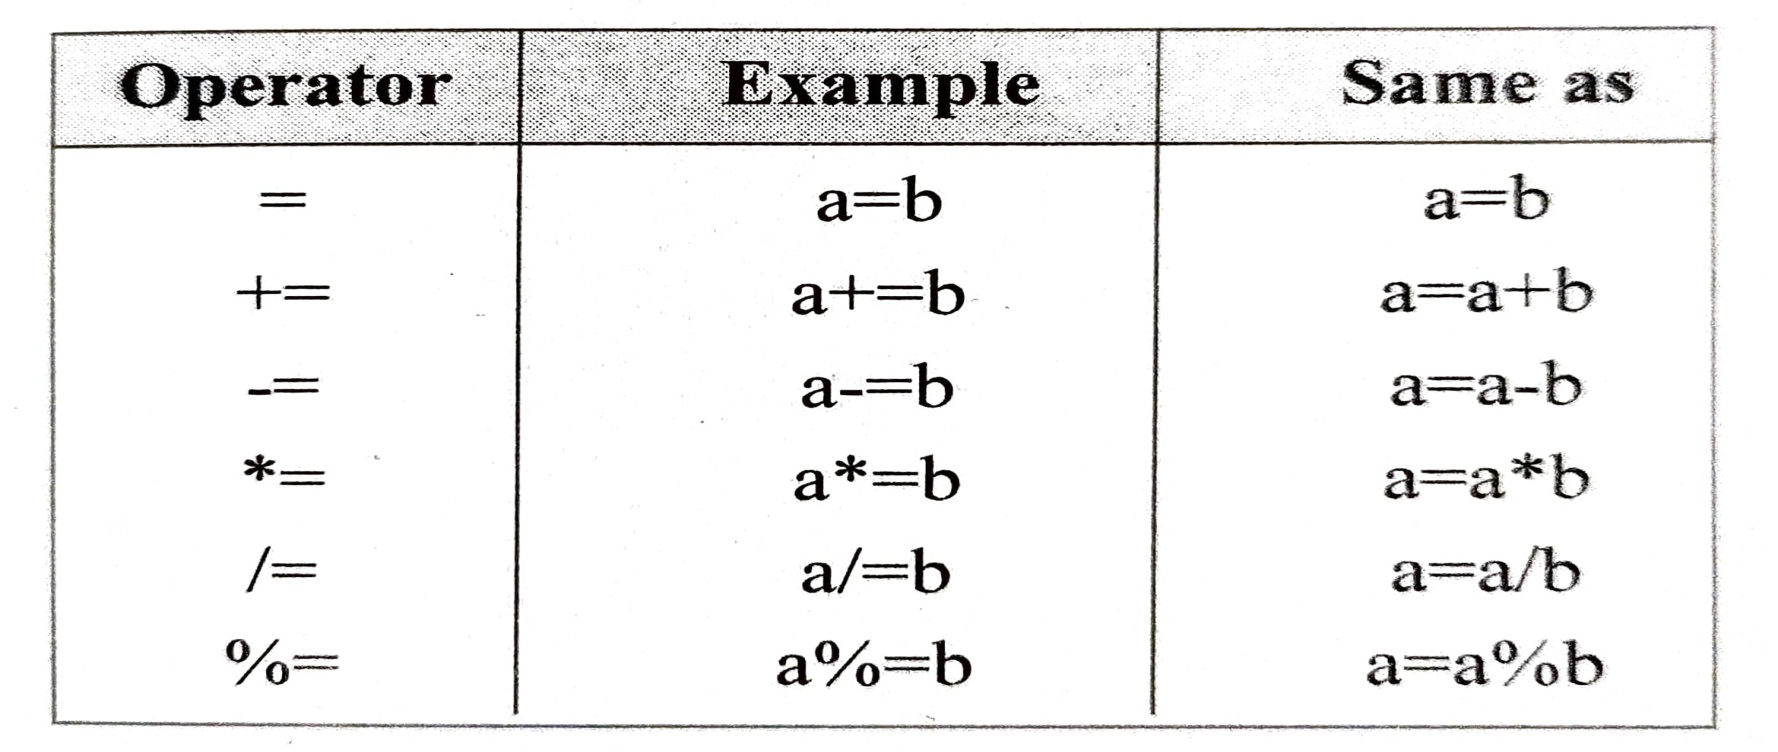 Operator Example Same as
= a=b a=b
+= a+=b a=a+b
-= a-=b a=a-b
*= a*=b a=a*b
/= a/=b a=a/b
%= a%=b a=a%b